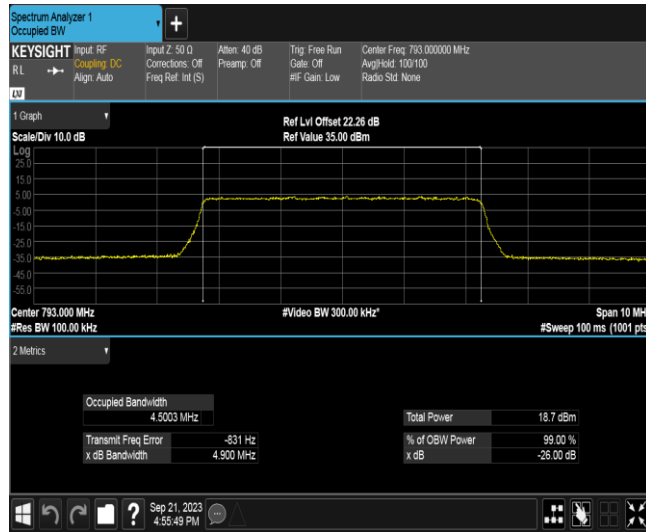 Spectrum Analyzer 1
Occupied BW
+
KEYSIGHT
RL
LXI
Input: RF
Coupling: DC
Align: Auto
Input Z: 50 Ω
Corrections: Off
Freq Ref: Int (S)
Atten: 40 dB
Preamp: Off
Trig: Free Run
Gate: Off
#IF Gain: Low
Center Freq: 793.000000 MHz
Avg|Hold: 100/100
Radio Std: None
1 Graph
Scale/Div 10.0 dB
Ref Lvl Offset 22.26 dB
Ref Value 35.00 dBm
Log
25.0
15.0
5.00
-5.00
-15.0
-25.0
-35.0
-45.0
-55.0
Center 793.000 MHz
#Res BW 100.00 kHz
#Video BW 300.00 kHz*
Span 10 MH
#Sweep 100 ms (1001 pts
2 Metrics
Occupied Bandwidth
4.5003 MHz
Transmit Freq Error -831 Hz
x dB Bandwidth 4.900 MHz
Total Power 18.7 dBm
% of OBW Power 99.00 %
x dB -26.00 dB
?
Sep 21, 2023
4:55:49 PM